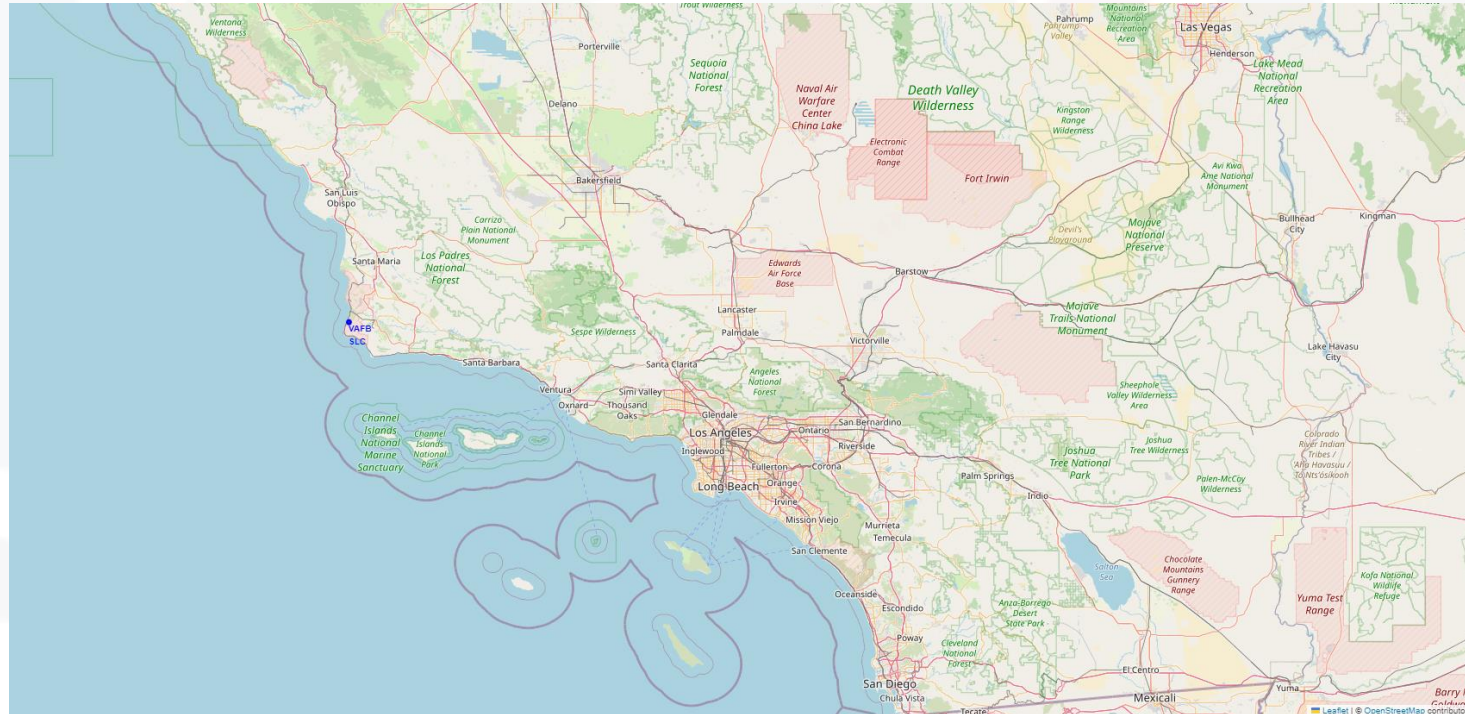 Ventana
Wilderness
Porterville
Delano
Sequoia
National
Forest
Naval Air
Warfare
Center
China Lake
Death Valley
Wilderness
Pahrump
Pahrump
Valley
Mountains
National
Recreation
Area
Las Vegas
Henderson
Lake Mead
National
Recreation
Area
Kingston
Range
Wilderness
Electronic
Combat
Range
Fort Irwin
Avi Kwa
Ame National
Monument
Bakersfield
San Luis
Obispo
Carrizo
Plain National
Monument
Devil's
Playground
Mojave
National
Preserve
Bullhead
City
Kingman
Santa Maria
Los Padres
National
Forest
Edwards
Air Force
Base
Barstow
VAFB
SLC
Sespe Wilderness
Lancaster
Palmdale
Victorville
Mojave
Trails National
Monument
Lake Havasu
City
Santa Barbara
Santa Clarita
Angeles
National
Forest
Sheephole
Valley Wilderness
Area
Ventura
Oxnard
Simi Valley
Thousand
Oaks
Glendale
Los Angeles
Inglewood
Ontario
San Bernardino
Riverside
Channel
Islands
National
Marine
Sanctuary
Channel
Islands
National
Park
Fullerton
Corona
Long Beach
Orange
Irvine
Palm Springs
Indio
Joshua
Tree National
Park
Joshua
Tree Wilderness
Palen-McCoy
Wilderness
Colorado
River Indian
Tribes /
Mission Viejo
Murrieta
Temecula
San Clemente
Salton
Sea
Chocolate
Mountains
Gunnery
Range
Yuma Test
Range
Kofa National
Wildlife
Refuge
Oceanside
Escondido
Anza-Borrego
Desert
State Park
Poway
Cleveland
National
Forest
San Diego
Chula Vista
El Centro
Mexicali
Yuma
Tecate
Leaflet | © OpenStreetMap